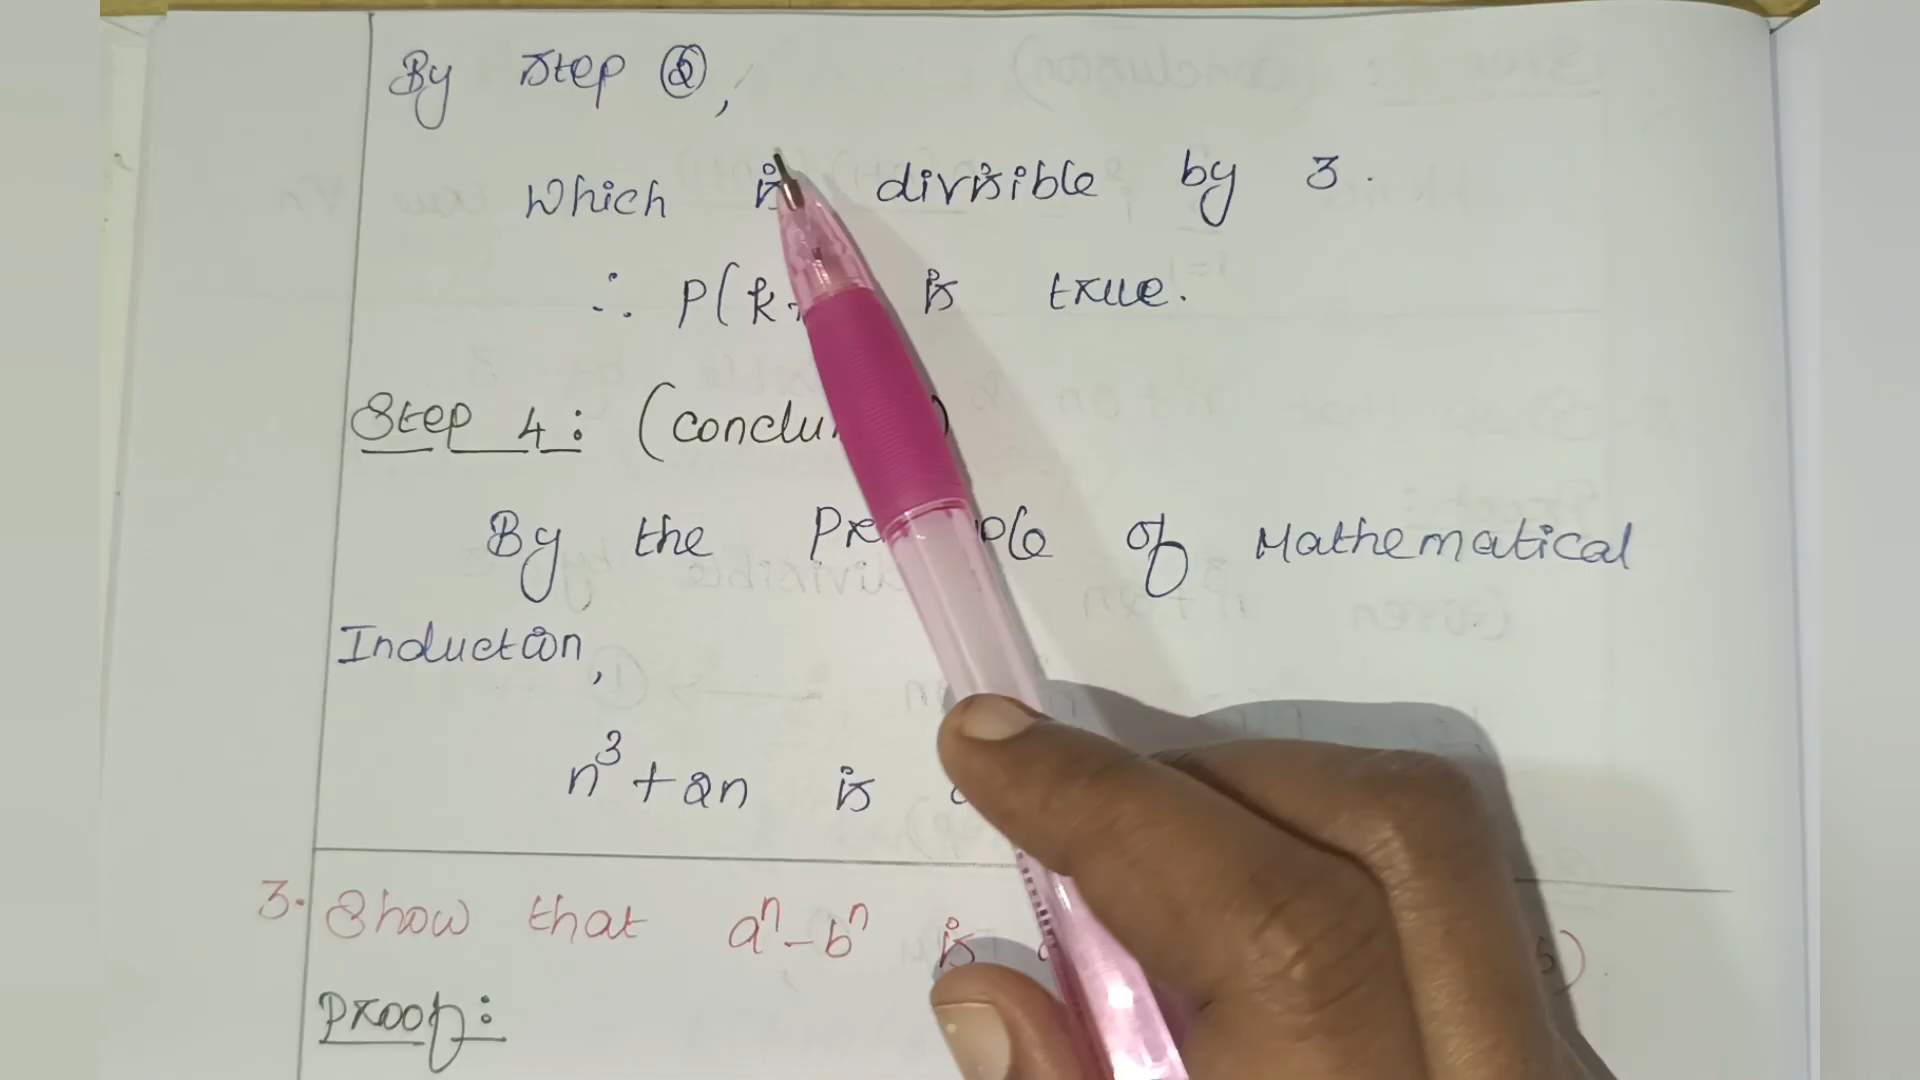 By Step ②,
Which is divisible by 3.
∴ P(k+ is true.
Step 4: (conclu
By the of Mathematical
Induction,
n³+2n is
3. Show that aⁿ-bⁿ is b).
Proof: